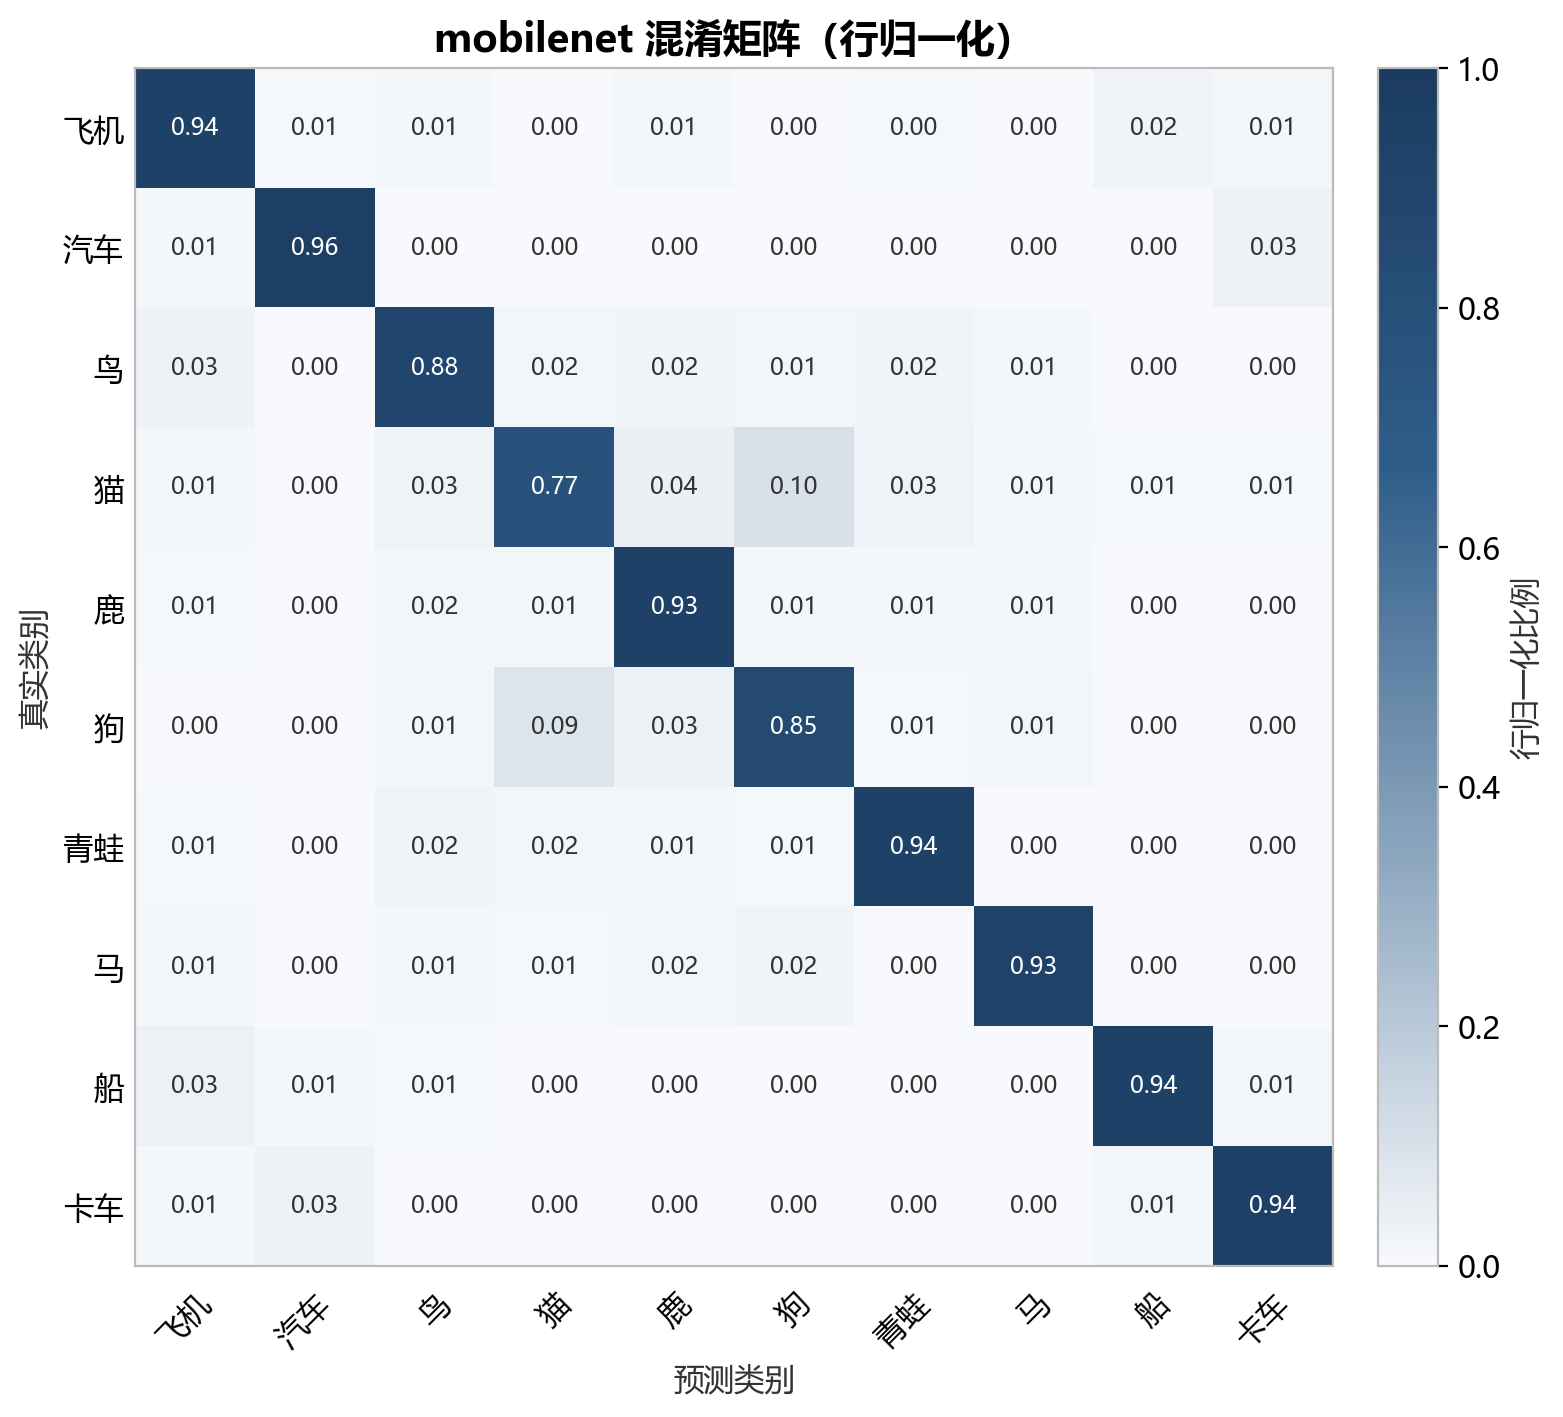 mobilenet 混淆矩阵（行归一化）
飞机 0.94 0.01 0.01 0.00 0.01 0.00 0.00 0.00 0.02 0.01
汽车 0.01 0.96 0.00 0.00 0.00 0.00 0.00 0.00 0.00 0.03
鸟 0.03 0.00 0.88 0.02 0.02 0.01 0.02 0.01 0.00 0.00
猫 0.01 0.00 0.03 0.77 0.04 0.10 0.03 0.01 0.01 0.01
鹿 0.01 0.00 0.02 0.01 0.93 0.01 0.01 0.01 0.00 0.00
狗 0.00 0.00 0.01 0.09 0.03 0.85 0.01 0.01 0.00 0.00
青蛙 0.01 0.00 0.02 0.02 0.01 0.01 0.94 0.00 0.00 0.00
马 0.01 0.00 0.01 0.01 0.02 0.02 0.00 0.93 0.00 0.00
船 0.03 0.01 0.01 0.00 0.00 0.00 0.00 0.00 0.94 0.01
卡车 0.01 0.03 0.00 0.00 0.00 0.00 0.00 0.00 0.01 0.94
飞机 汽车 鸟 猫 鹿 狗 青蛙 马 船 卡车
预测类别
真实类别
1.0
0.8
0.6
0.4
0.2
0.0
行归一化比例